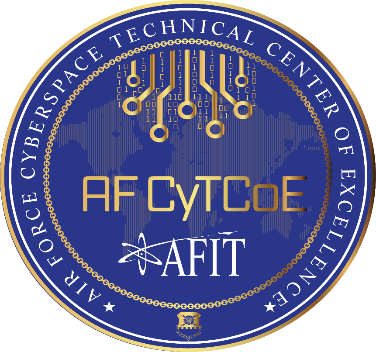 AIR FORCE CYBERSPACE TECHNICAL CENTER OF EXCELLENCE
AF CyTCoE
AFIT